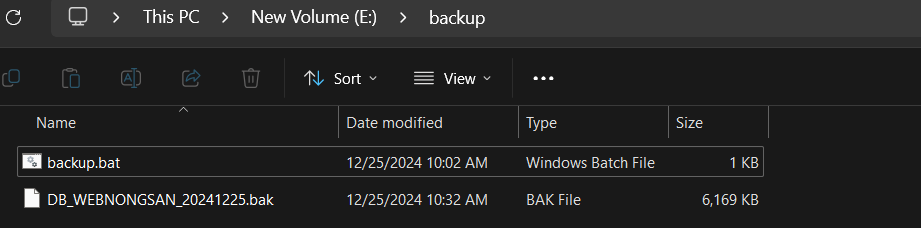 This PC > New Volume (E:) > backup
Sort View •••
Name Date modified Type Size
backup.bat 12/25/2024 10:02 AM Windows Batch File 1 KB
DB_WEBNONGSAN_20241225.bak 12/25/2024 10:32 AM BAK File 6,169 KB